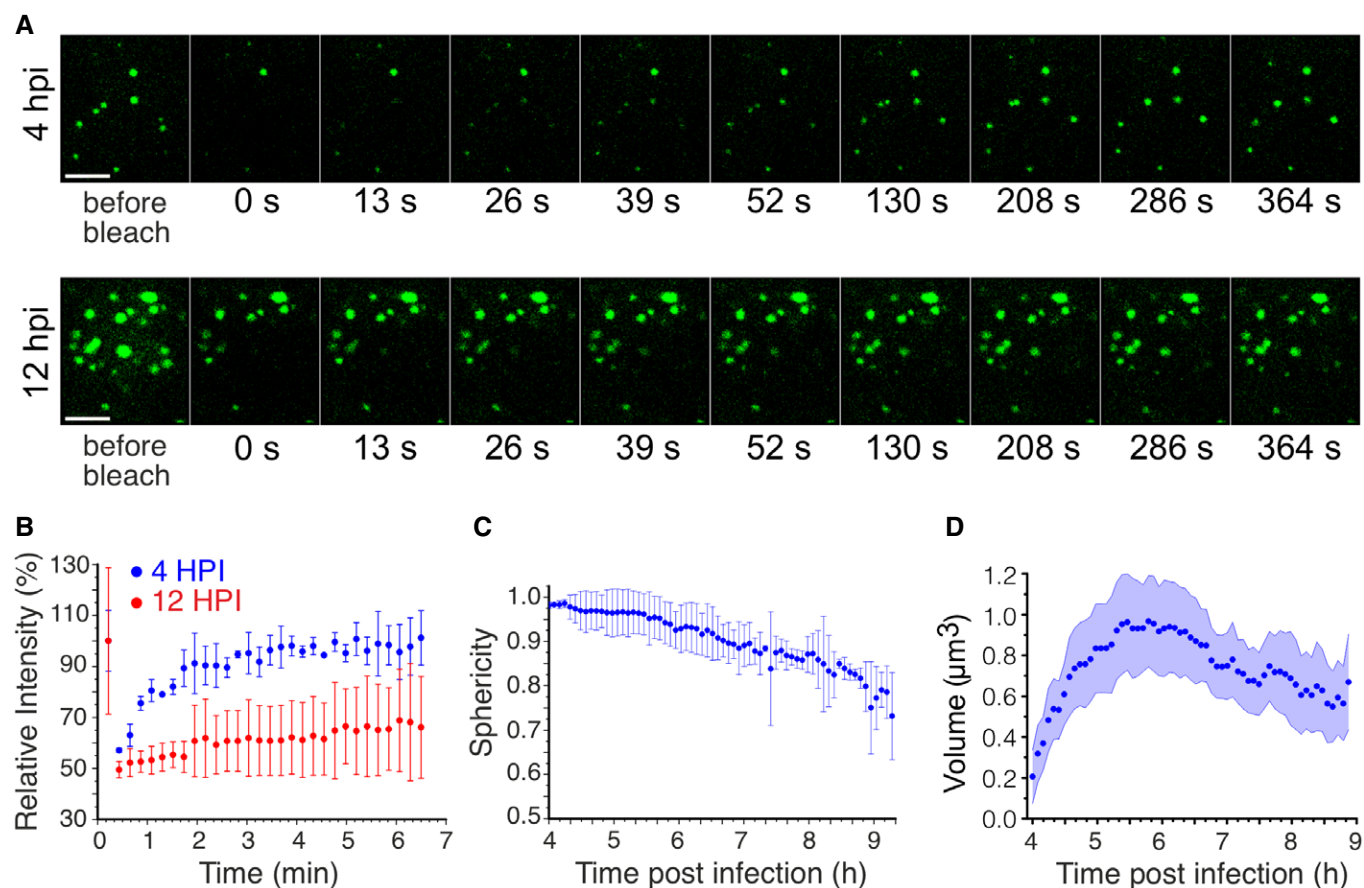 A
4 hpi
before bleach
0 s
13 s
26 s
39 s
52 s
130 s
208 s
286 s
364 s
12 hpi
before bleach
0 s
13 s
26 s
39 s
52 s
130 s
208 s
286 s
364 s
B
Relative Intensity (%)
130
110
90
70
50
30
4 HPI
12 HPI
0 1 2 3 4 5 6 7
Time (min)
C
Sphericity
1.0
0.9
0.8
0.7
0.6
0.5
4 5 6 7 8 9
Time post infection (h)
D
Volume (µm³)
1.2
1.0
0.8
0.6
0.4
0.2
0.0
4 5 6 7 8 9
Time post infection (h)